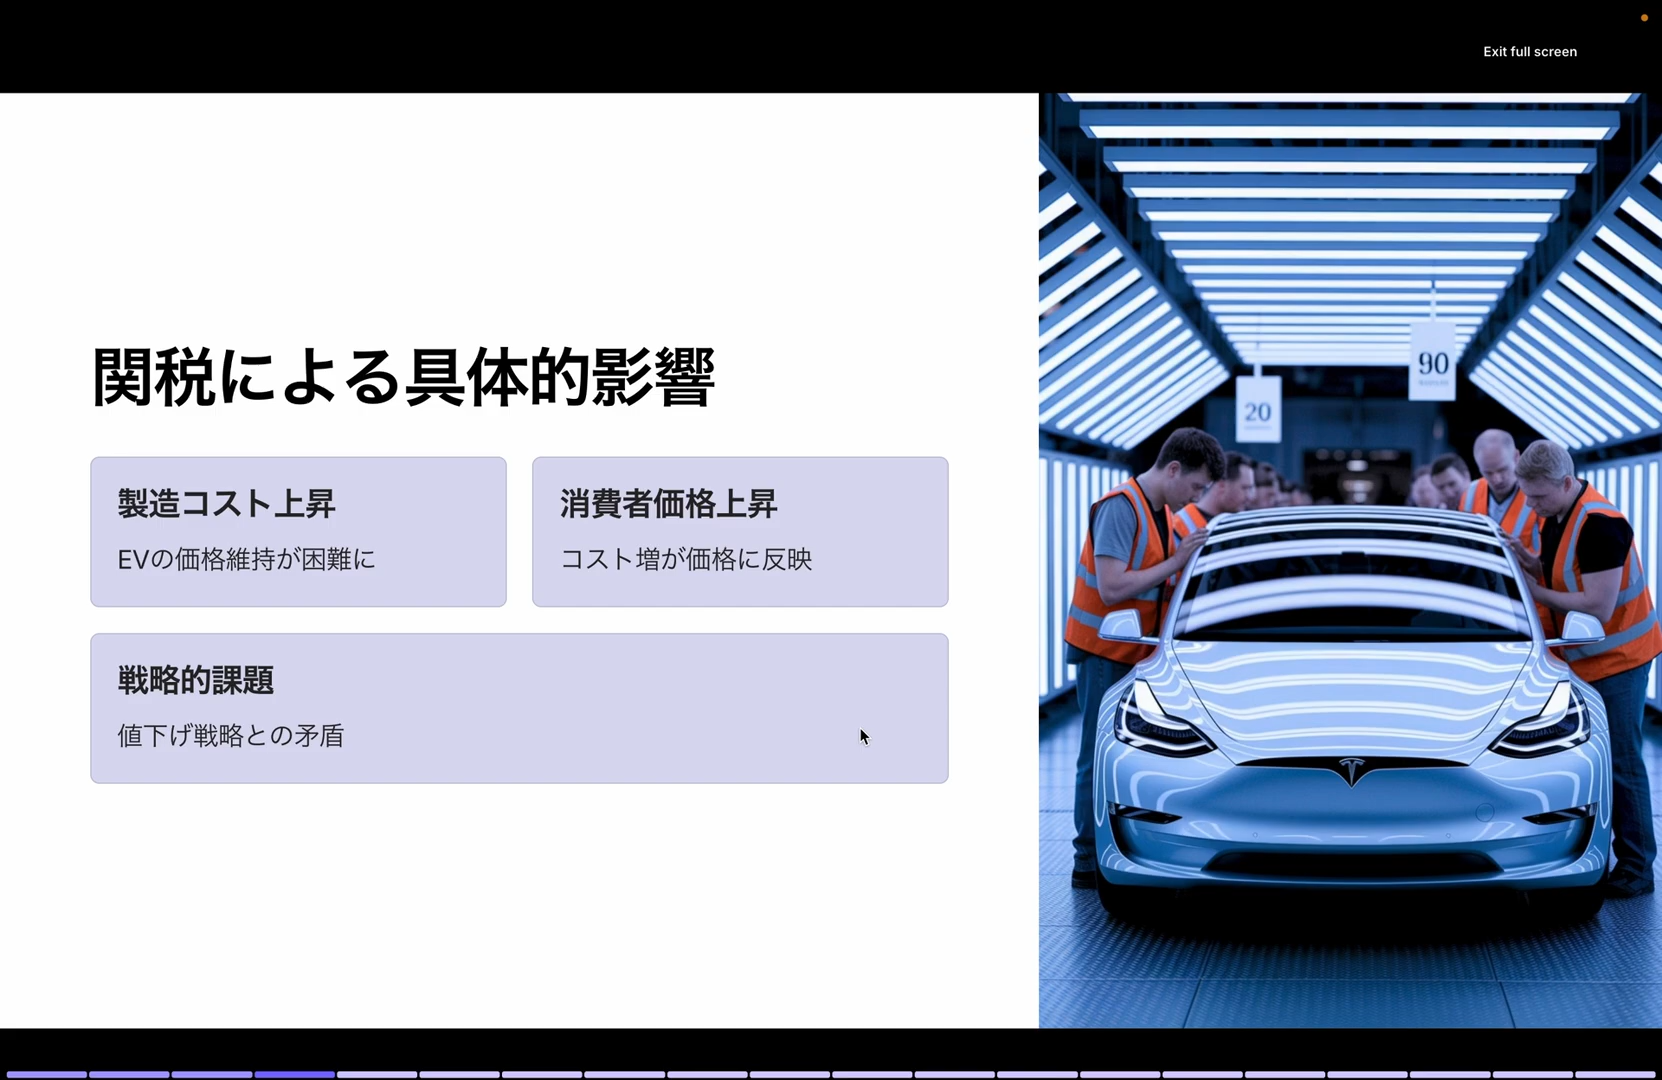 Exit full screen
関税による具体的影響
製造コスト上昇
EVの価格維持が困難に
消費者価格上昇
コスト増が価格に反映
戦略的課題
値下げ戦略との矛盾
20
90